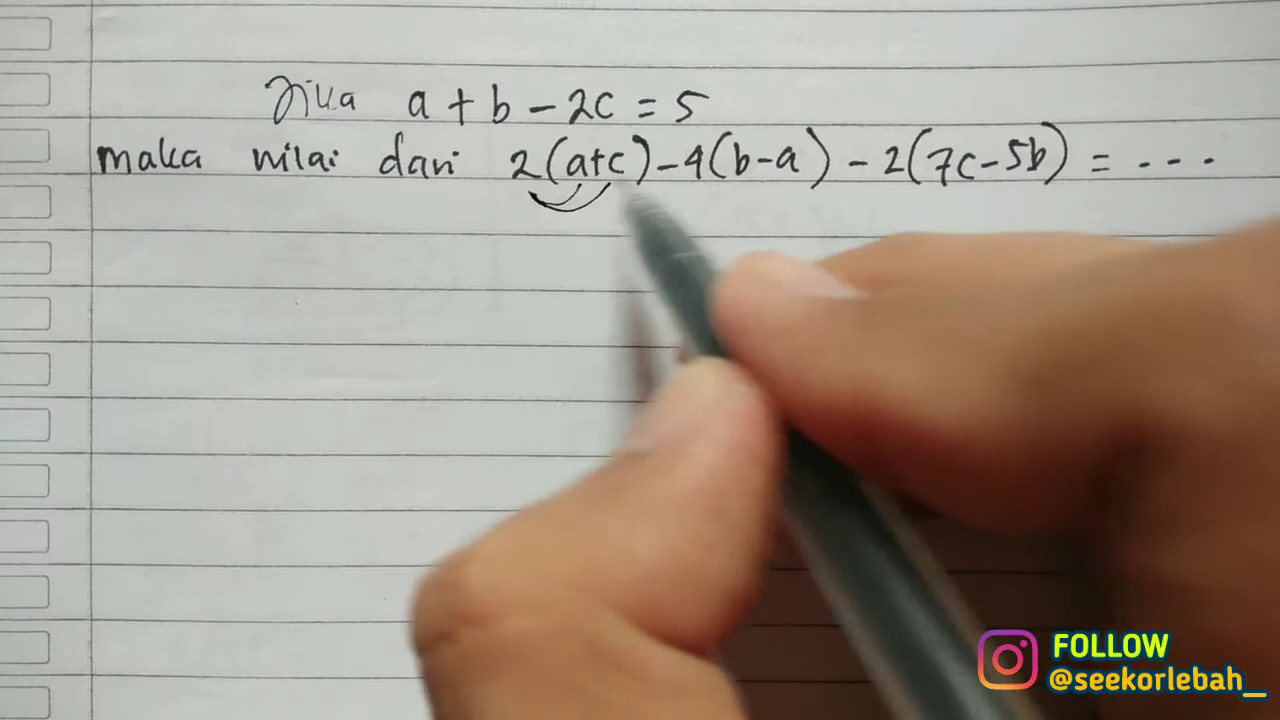 Jika a + b - 2c = 5
maka nilai dari 2(a+c) - 4(b-a) - 2(7c-5b) = ...
FOLLOW
@seekorlebah_